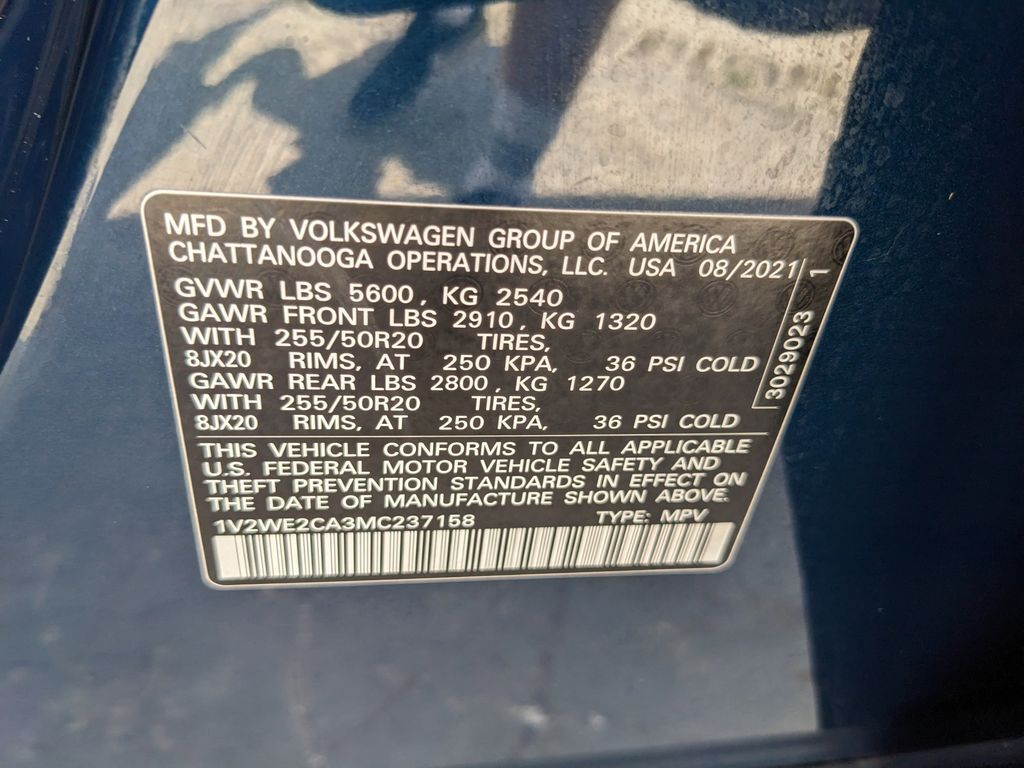 MFD BY VOLKSWAGEN GROUP OF AMERICA
CHATTANOOGA OPERATIONS, LLC. USA 08/2021
GVWR LBS 5600, KG 2540
GAWR FRONT LBS 2910, KG 1320
WITH 255/50R20 TIRES,
8JX20 RIMS, AT 250 KPA, 36 PSI COLD
GAWR REAR LBS 2800, KG 1270
WITH 255/50R20 TIRES,
8JX20 RIMS, AT 250 KPA, 36 PSI COLD
3029023 1
THIS VEHICLE CONFORMS TO ALL APPLICABLE
U.S. FEDERAL MOTOR VEHICLE SAFETY AND
THEFT PREVENTION STANDARDS IN EFFECT ON
THE DATE OF MANUFACTURE SHOWN ABOVE.
1V2WE2CA3MC237158 TYPE: MPV